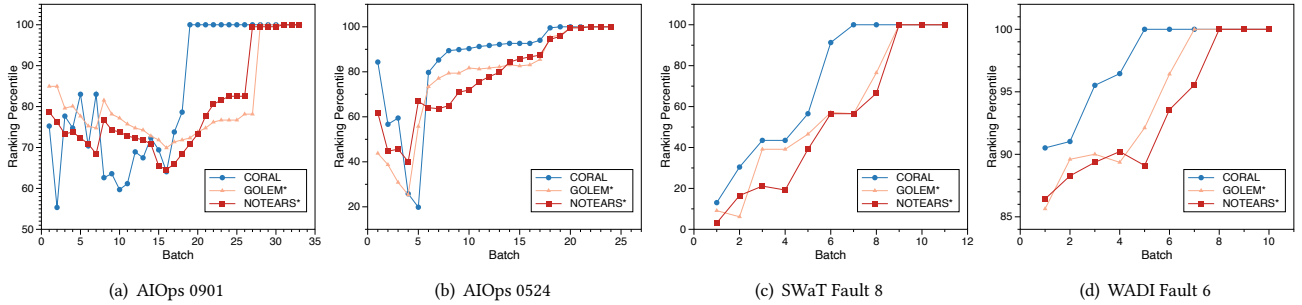 Ranking Percentile
100
90
80
70
60
50
0 5 10 15 20 25 30 35
Batch
CORAL
GOLEM*
NOTEARS*
(a) AIOps 0901
Ranking Percentile
100
80
60
40
20
0 5 10 15 20 25
Batch
CORAL
GOLEM*
NOTEARS*
(b) AIOps 0524
Ranking Percentile
100
80
60
40
20
0
0 2 4 6 8 10 12
Batch
CORAL
GOLEM*
NOTEARS*
(c) SWaT Fault 8
Ranking Percentile
100
95
90
85
0 2 4 6 8 10
Batch
CORAL
GOLEM*
NOTEARS*
(d) WADI Fault 6